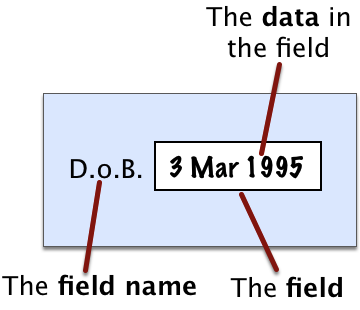 The data in
the field
D.o.B. 3 Mar 1995
The field name
The field